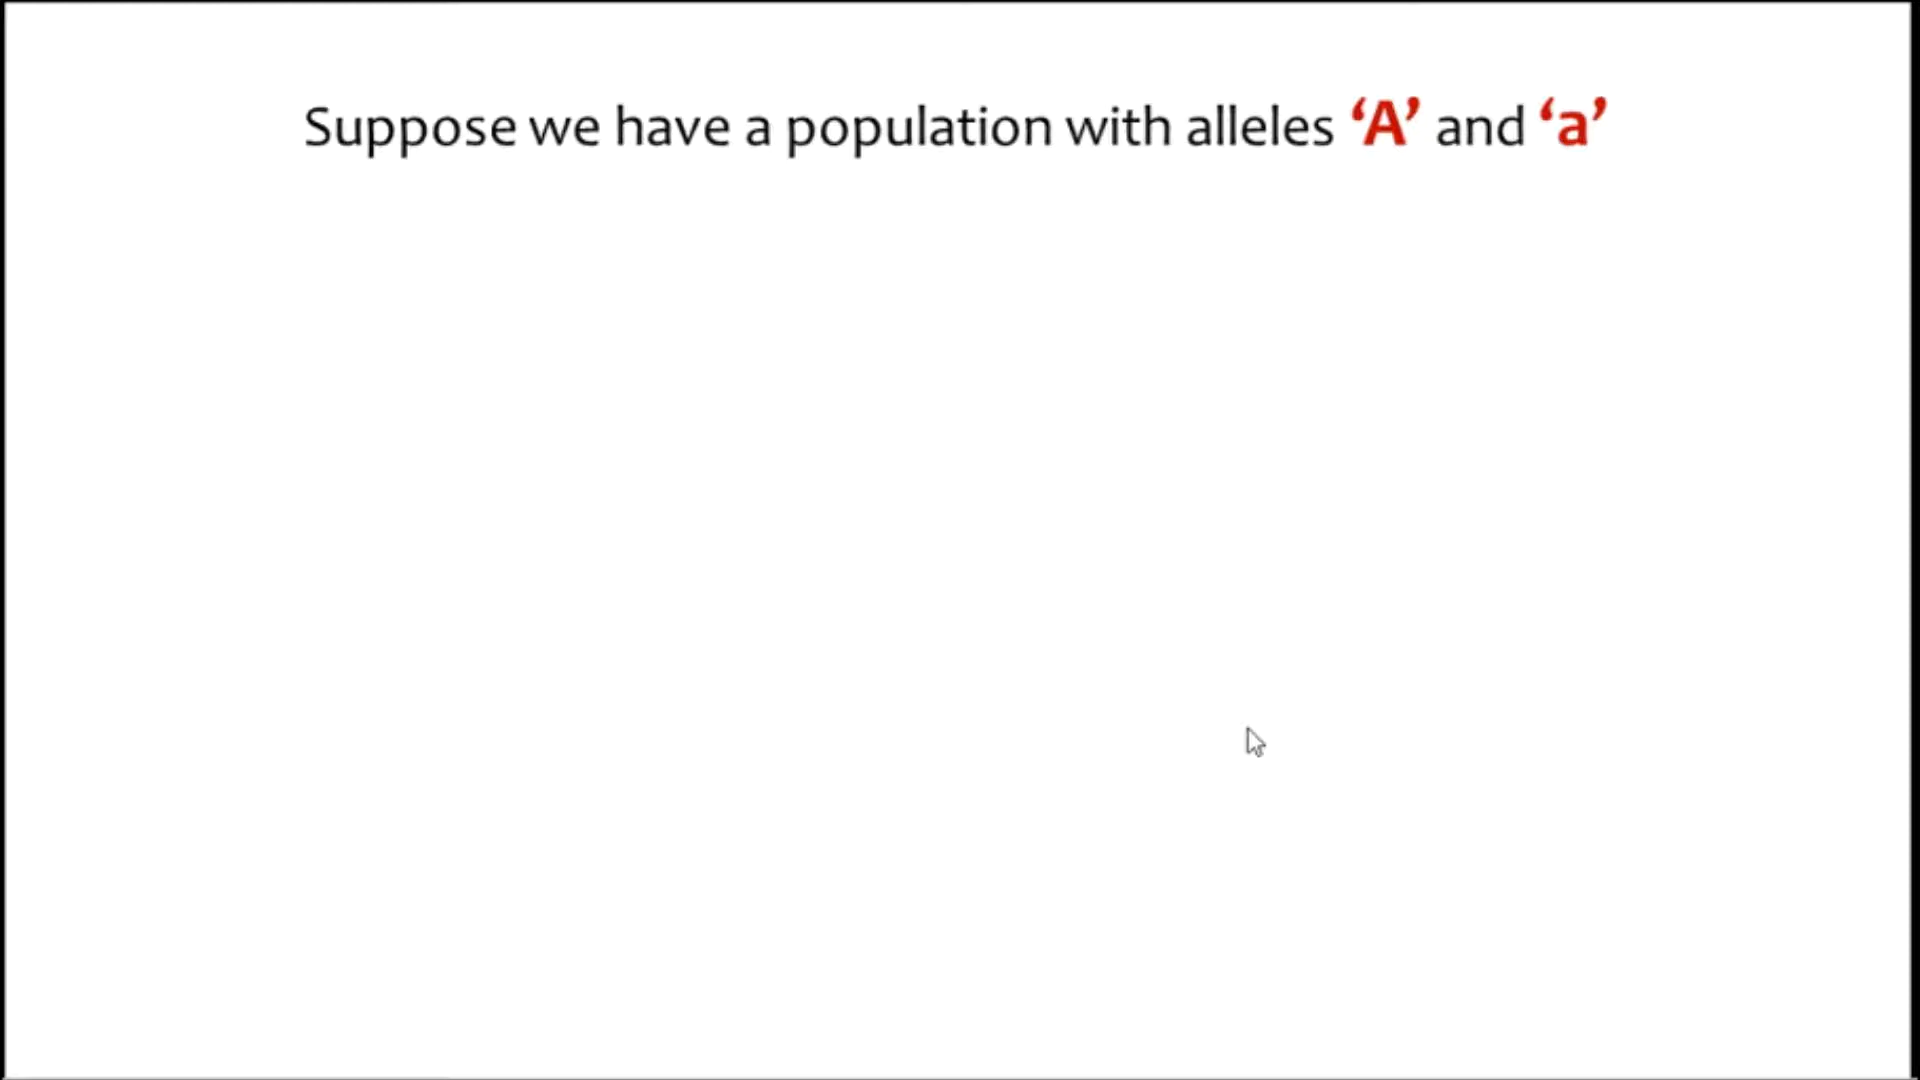 Suppose we have a population with alleles ‘A’ and ‘a’